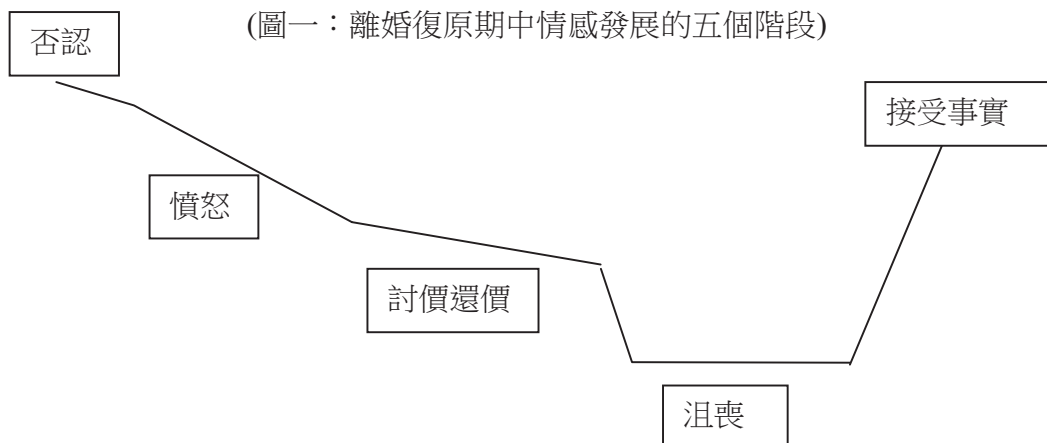 (圖一：離婚復原期中情感發展的五個階段)
否認
接受事實
憤怒
討價還價
沮喪